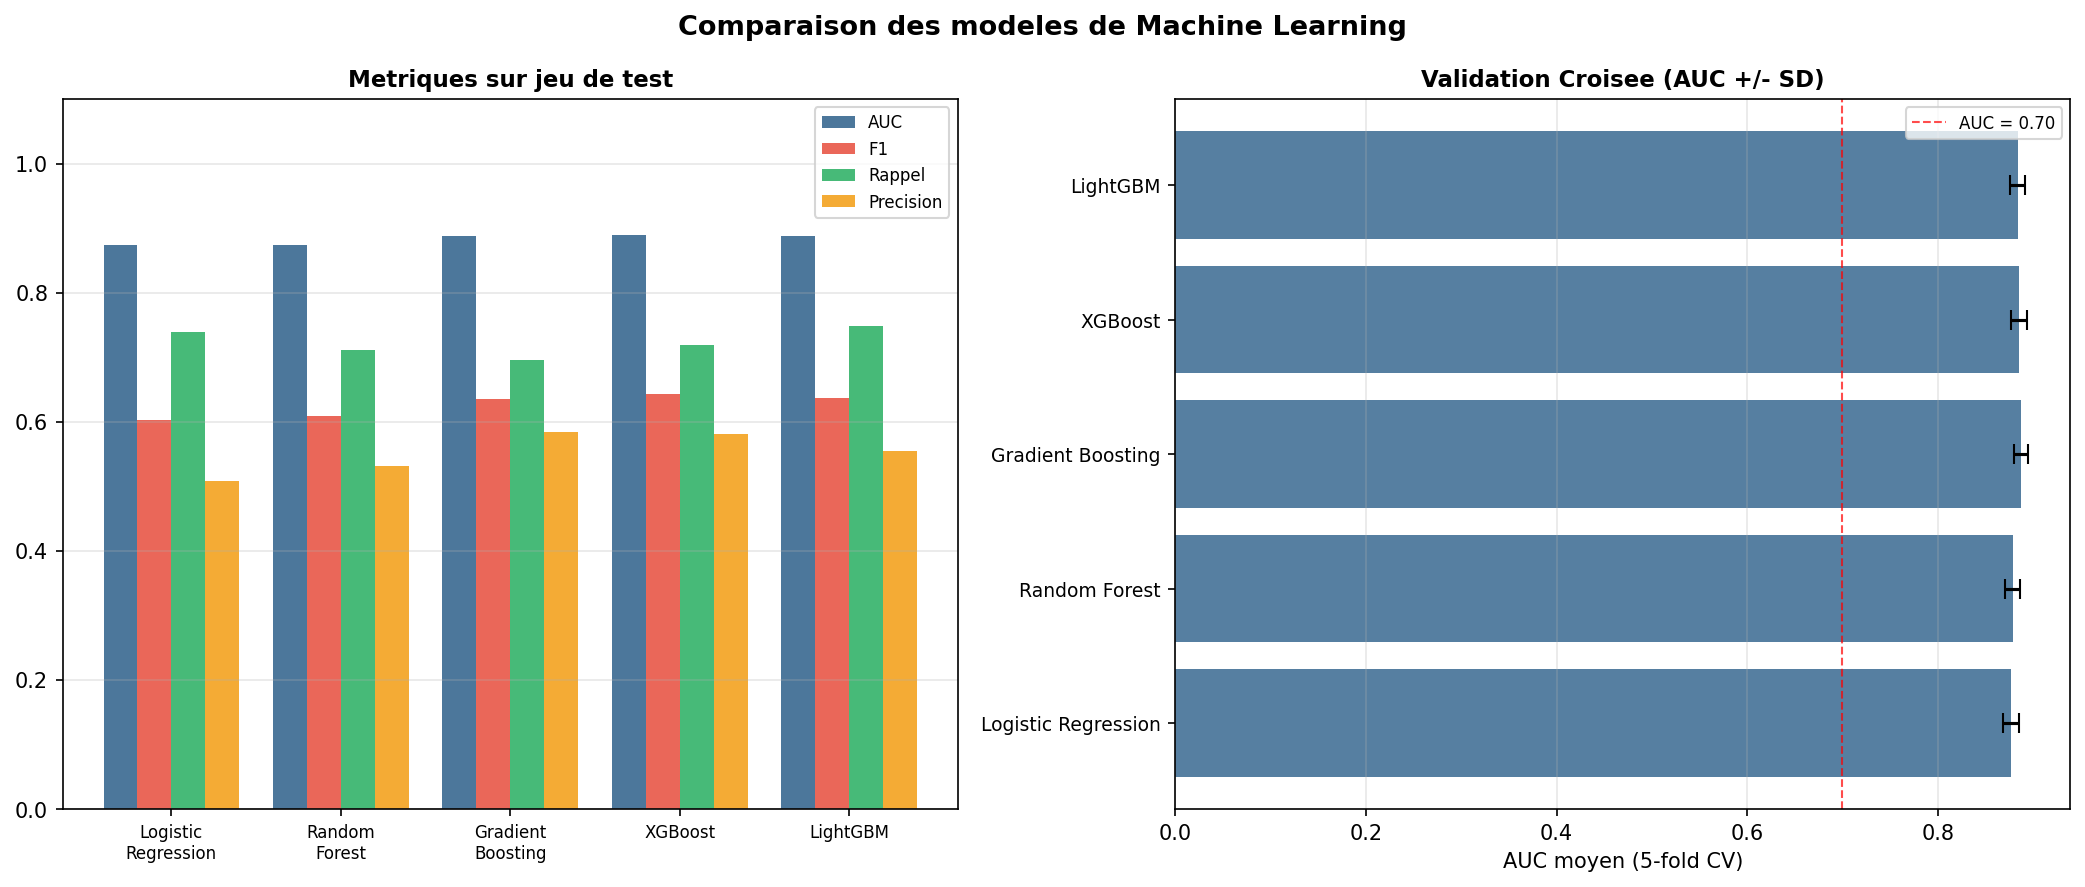 Comparaison des modeles de Machine Learning
Metriques sur jeu de test
AUC
F1
Rappel
Precision
1.0
0.8
0.6
0.4
0.2
0.0
Logistic
Regression
Random
Forest
Gradient
Boosting
XGBoost
LightGBM
Validation Croisee (AUC +/- SD)
AUC = 0.70
LightGBM
XGBoost
Gradient Boosting
Random Forest
Logistic Regression
0.0
0.2
0.4
0.6
0.8
AUC moyen (5-fold CV)